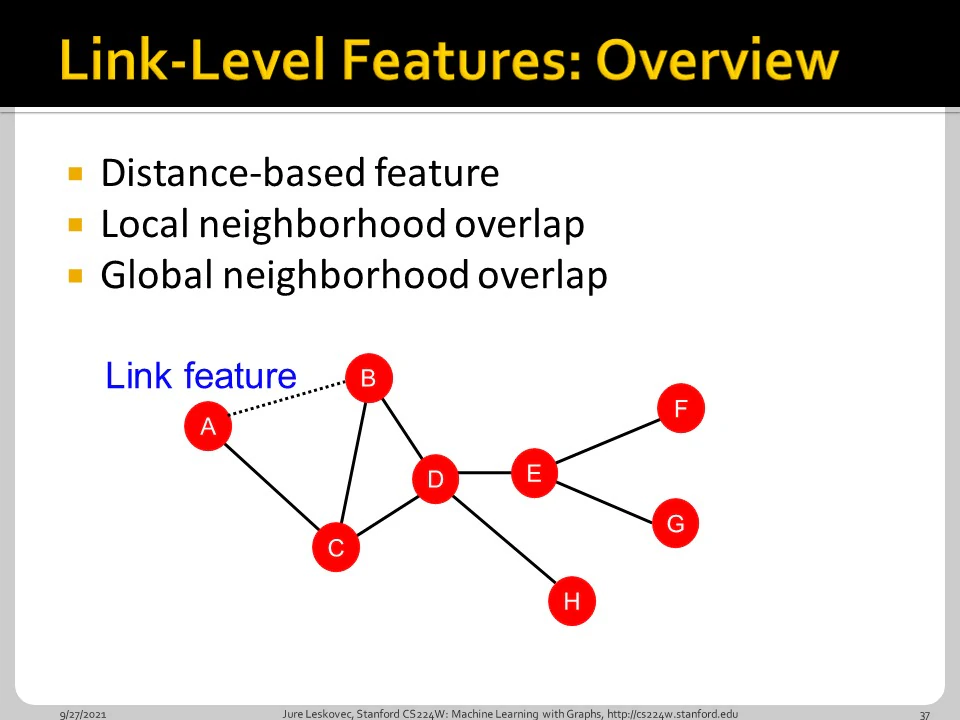 Link-Level Features: Overview
Distance-based feature
Local neighborhood overlap
Global neighborhood overlap
Link feature
B
A
F
D
E
G
C
H
9/27/2021
Jure Leskovec, Stanford CS224W: Machine Learning with Graphs, http://cs224w.stanford.edu
37